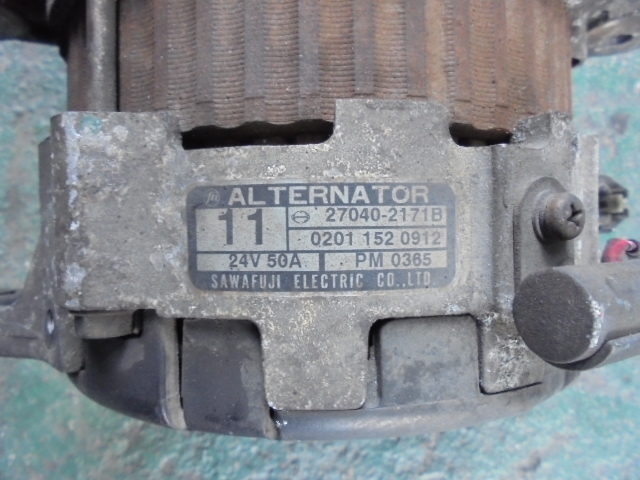 ALTERNATOR
11
27040-2171B
0201 152 0912
24V 50A PM 0365
SAWAFUJI ELECTRIC CO.,LTD.